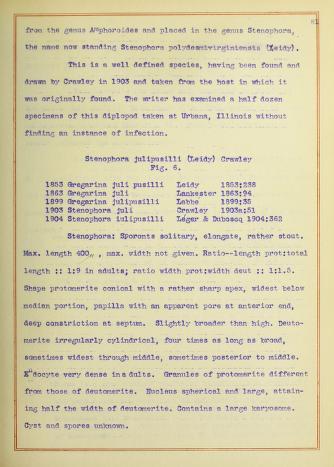 81
from the genus Amphoroides and placed in the genus Stenophora,
the name now standing Stenophora polydesmivirginiensis (Leidy).
This is a well defined species, having been found and
drawn by Crawley in 1903 and taken from the host in which it
was originally found. The writer has examined a half dozen
specimens of this diplopod taken at Urbana, Illinois without
finding an instance of infection.
Stenophora julipusilli (Leidy) Crawley
Fig. 6.
1853 Gregarina juli pusilli Leidy 1853:238
1863 Gregarina juli Lankester 1863:94
1899 Gregarina julipusilli Labbe 1899:35
1903 Stenophora juli Crawley 1903a:51
1904 Stenophora iulipusilli Léger & Duboscq 1904:362
Stenophora: Sporonts solitary, elongate, rather stout.
Max. length 400 , max. width not given. Ratio--length prot:total
length :: 1:9 in adults; ratio width prot:width deut :: 1:1.5.
Shape protomerite conical with a rather sharp apex, widest below
median portion, papilla with an apparent pore at anterior end,
deep constriction at septum. Slightly broader than high. Deuto-
merite irregularly cylindrical, four times as long as broad,
sometimes widest through middle, sometimes posterior to middle.
very dense in adults. Granules of protomerite different
from those of deutomerite. Nucleus spherical and large, attain-
ing half the width of deutomerite. Contains a large karyosome.
Cyst and spores unknown.